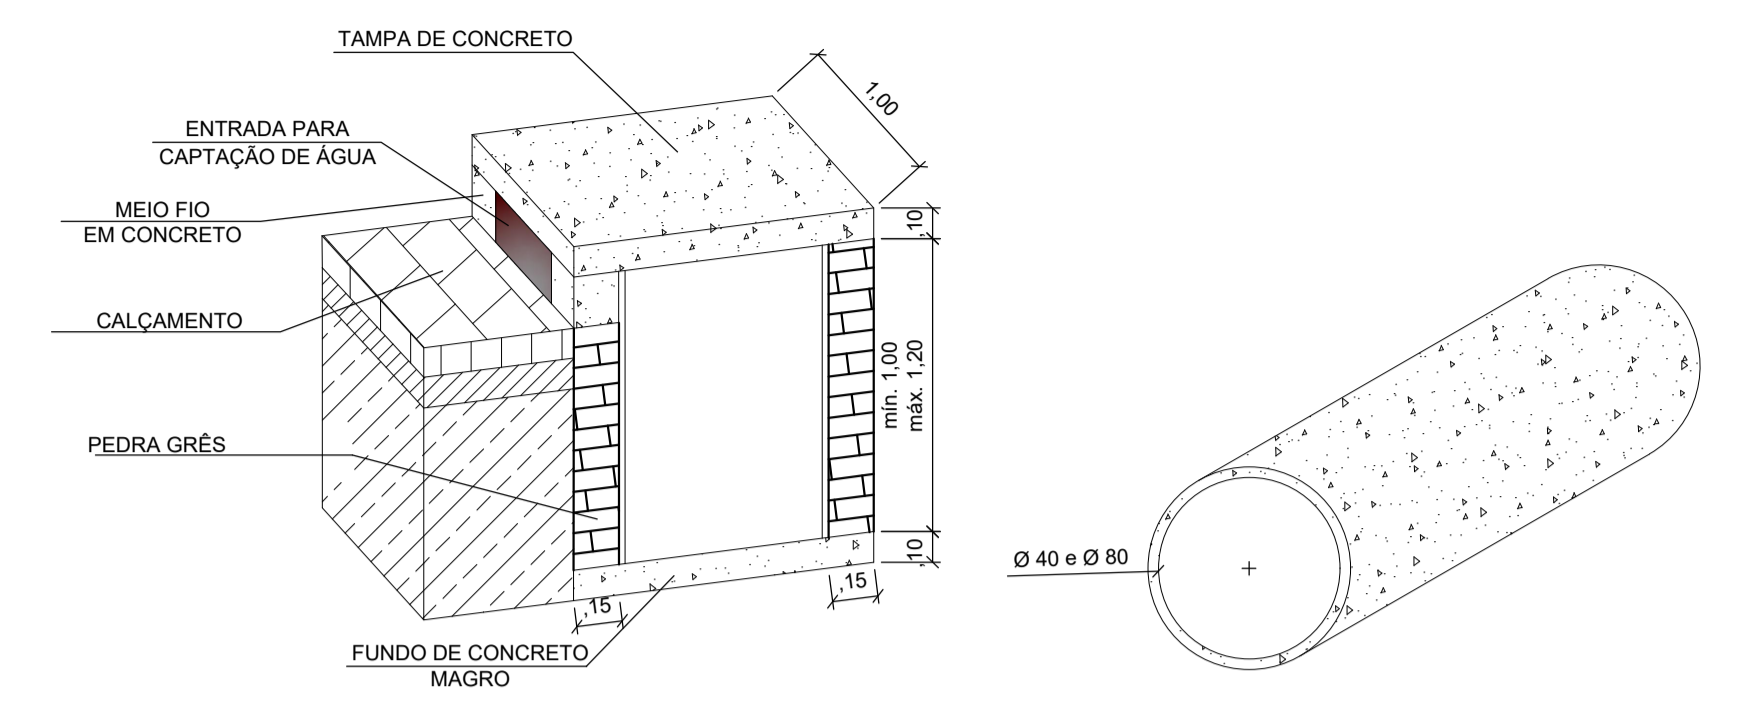 TAMPA DE CONCRETO
1,00
ENTRADA PARA
CAPTAÇÃO DE ÁGUA
MEIO FIO
EM CONCRETO
,10
CALÇAMENTO
mín. 1,00
máx. 1,20
PEDRA GRÊS
,10
,15
,15
FUNDO DE CONCRETO
MAGRO
Ø 40 e Ø 80